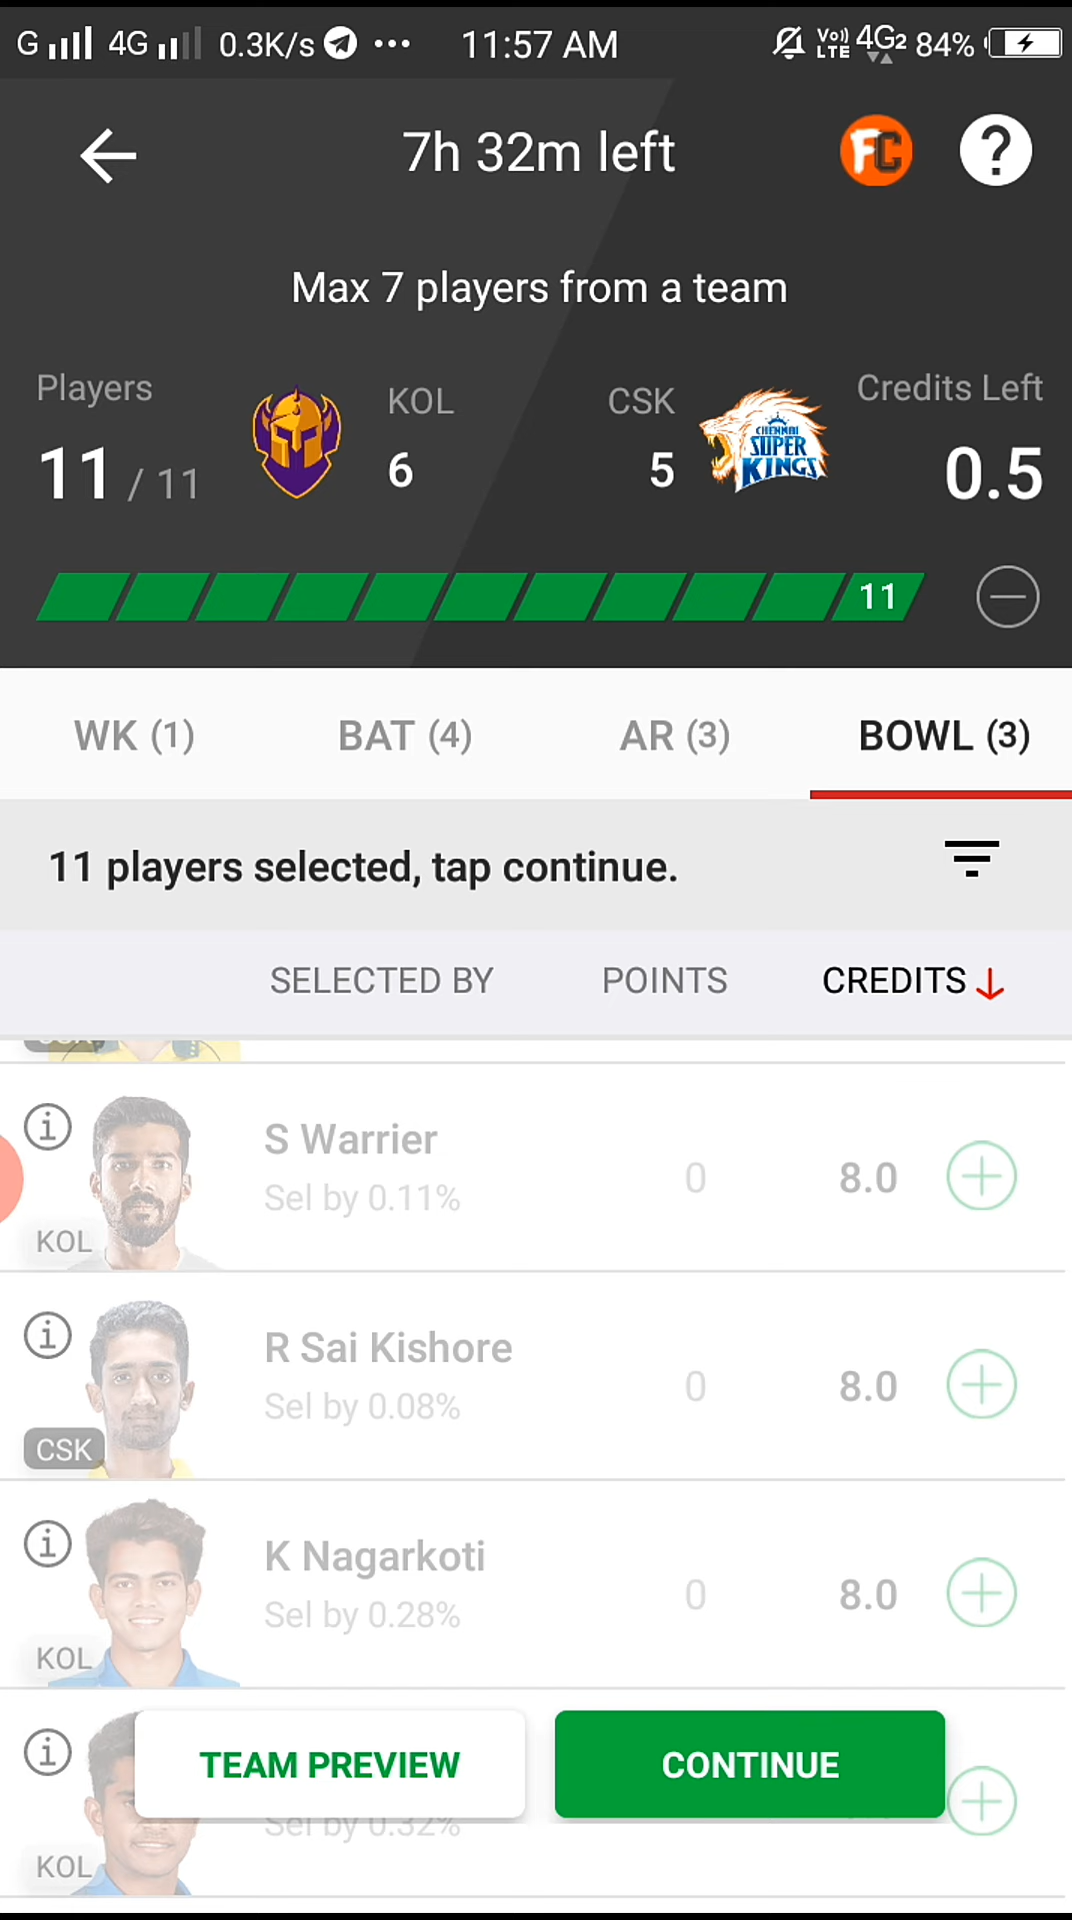 G 4G 0.3K/s ... 11:57 AM Vo)) LTE 4G2 84%
7h 32m left FC ?
Max 7 players from a team
Players KOL CSK Credits Left
CHENNAI SUPER KINGS
11 / 11 6 5 0.5
11
WK (1) BAT (4) AR (3) BOWL (3)
11 players selected, tap continue.
SELECTED BY POINTS CREDITS
S Warrier
0 8.0
Sel by 0.11%
KOL
R Sai Kishore
0 8.0
Sel by 0.08%
CSK
K Nagarkoti
0 8.0
Sel by 0.28%
KOL
TEAM PREVIEW CONTINUE
Sel by 0.32%
KOL